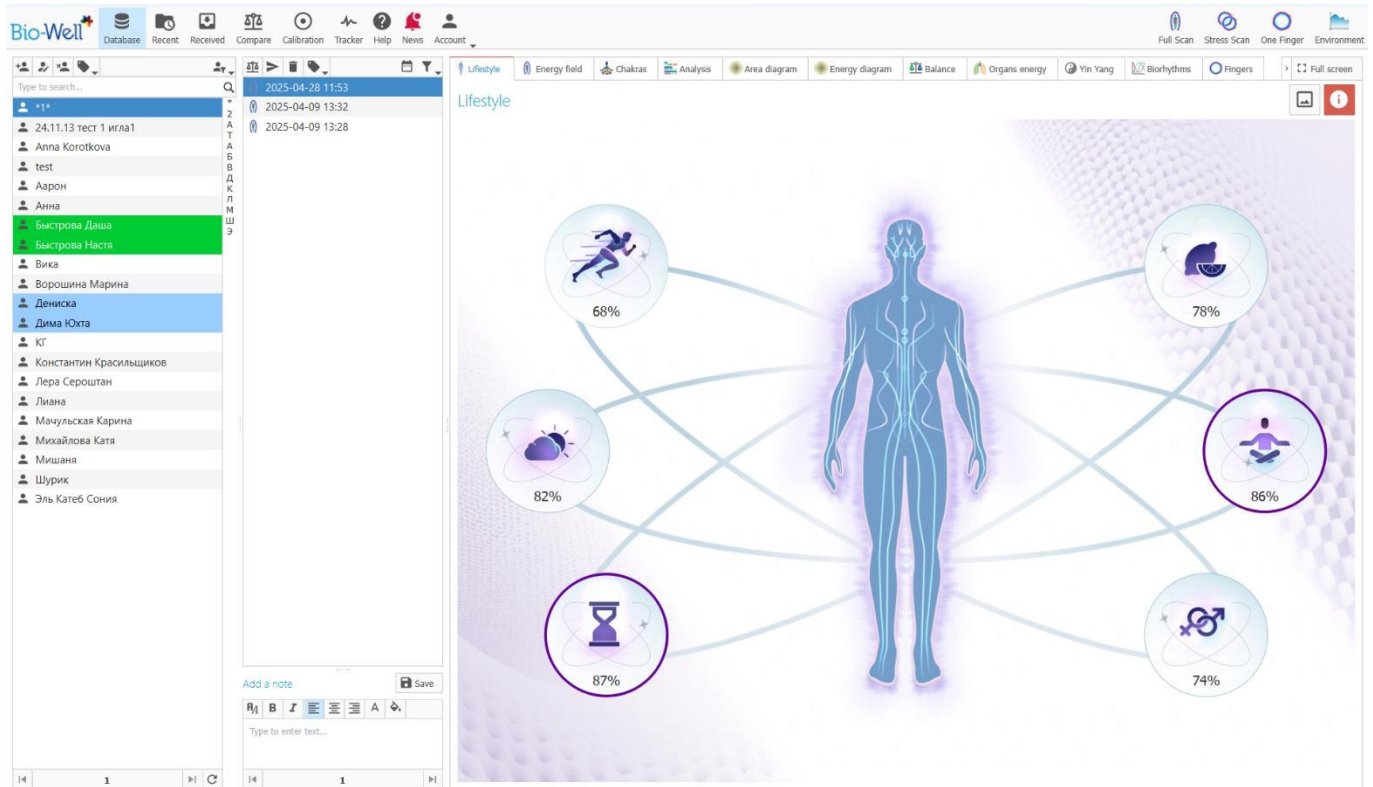 Bio-Well
Database
Recent
Received
Compare
Calibration
Tracker
Help
News
Account
Full Scan
Stress Scan
One Finger
Environment
Type to search...
*1*
24.11.13 тест 1 игла1
Anna Korotkova
test
Аарон
Анна
Быстрова Даша
Быстрова Настя
Вика
Ворошина Марина
Дениска
Дима Юхта
КГ
Константин Красильщиков
Лера Сероштан
Лиана
Мачульская Карина
Михайлова Катя
Мишаня
Шурик
Эль Катеб Сония
*
2
A
T
А
Б
В
Д
К
Л
М
Ш
Э
1
2025-04-28 11:53
2025-04-09 13:32
2025-04-09 13:28
Add a note
Save
B I A
Type to enter text...
1
Lifestyle
Energy field
Chakras
Analysis
Area diagram
Energy diagram
Balance
Organs energy
Yin Yang
Biorhythms
Fingers
Full screen
Lifestyle
68%
78%
82%
86%
87%
74%